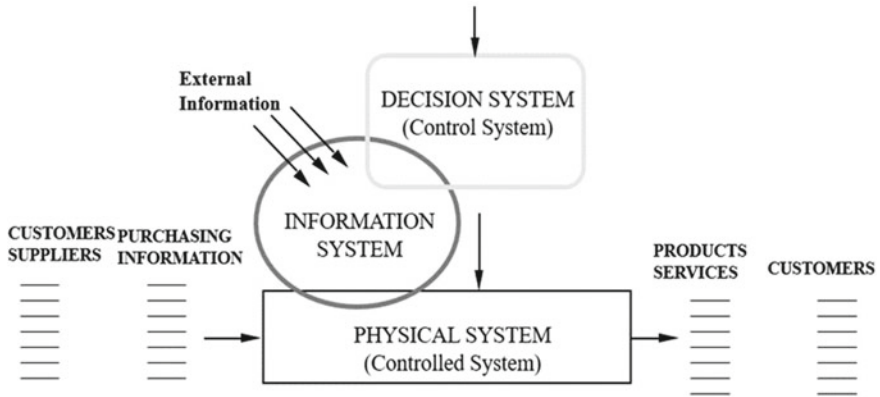 External
Information
DECISION SYSTEM
(Control System)
INFORMATION
SYSTEM
CUSTOMERS
SUPPLIERS
PURCHASING
INFORMATION
PRODUCTS
SERVICES
CUSTOMERS
PHYSICAL SYSTEM
(Controlled System)